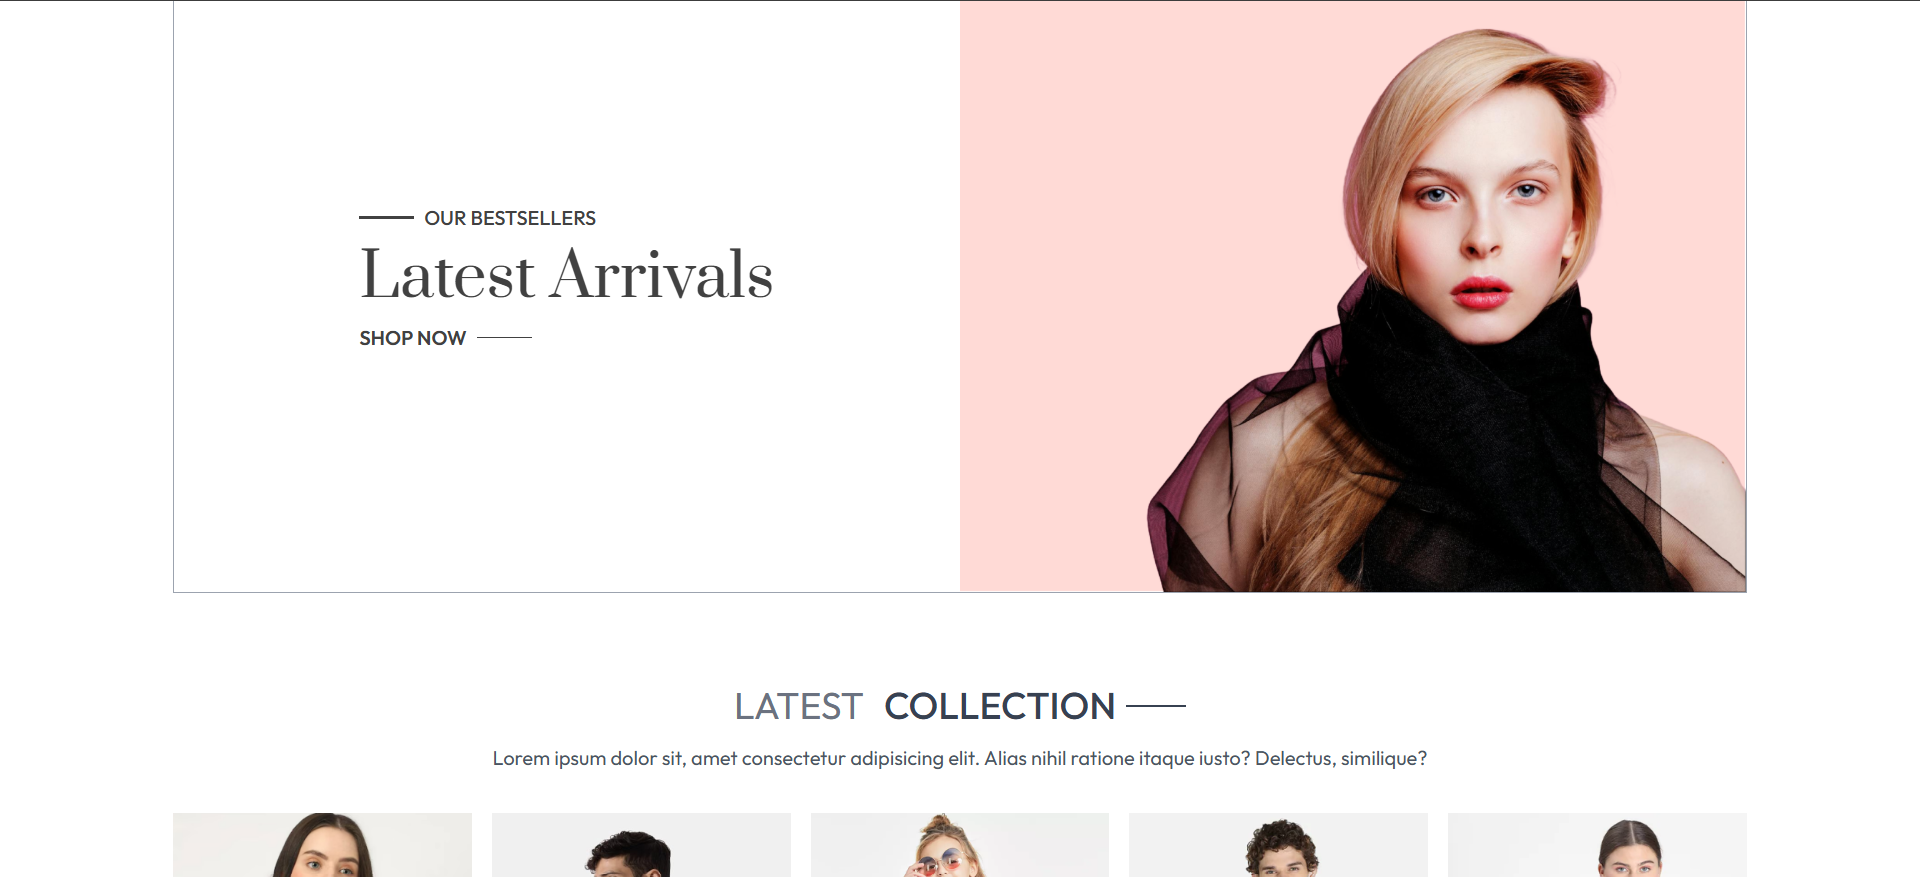 OUR BESTSELLERS
Latest Arrivals
SHOP NOW
LATEST COLLECTION
Lorem ipsum dolor sit, amet consectetur adipisicing elit. Alias nihil ratione itaque iusto? Delectus, similique?